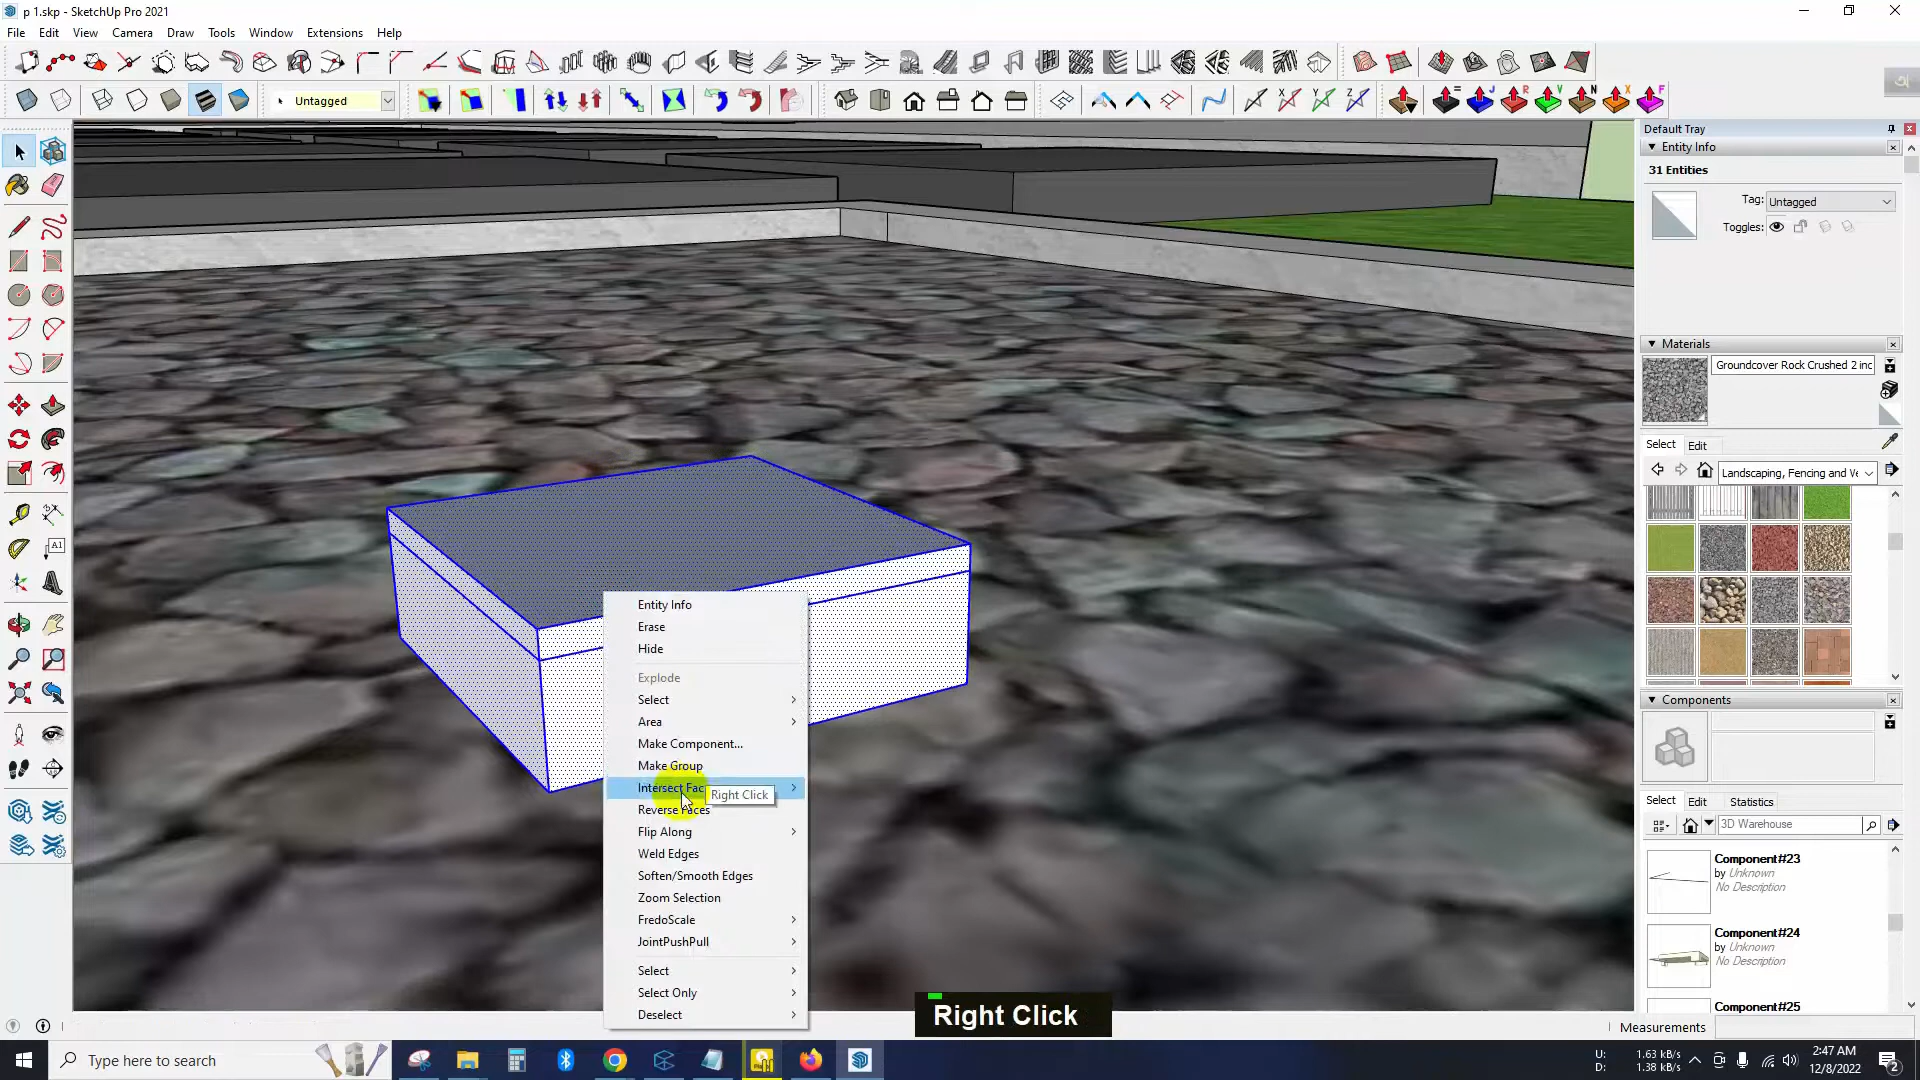 p 1.skp - SketchUp Pro 2021
File Edit View Camera Draw Tools Window Extensions Help
Untagged
Default Tray
Entity Info
31 Entities
Tag: Untagged
Toggles:
Materials
Groundcover Rock Crushed 2 inc
Select Edit
Landscaping, Fencing and Ve
Components
Select Edit Statistics
3D Warehouse
Component#23
by Unknown
No Description
Component#24
by Unknown
No Description
Component#25
Entity Info
Erase
Hide
Explode
Select
Area
Make Component...
Make Group
Intersect Fac
Right Click
Reverse Faces
Flip Along
Weld Edges
Soften/Smooth Edges
Zoom Selection
FredoScale
JointPushPull
Select
Select Only
Deselect
Right Click
Measurements
Type here to search
U: 1.63 kB/s
D: 1.38 kB/s
2:47 AM
12/8/2022
2